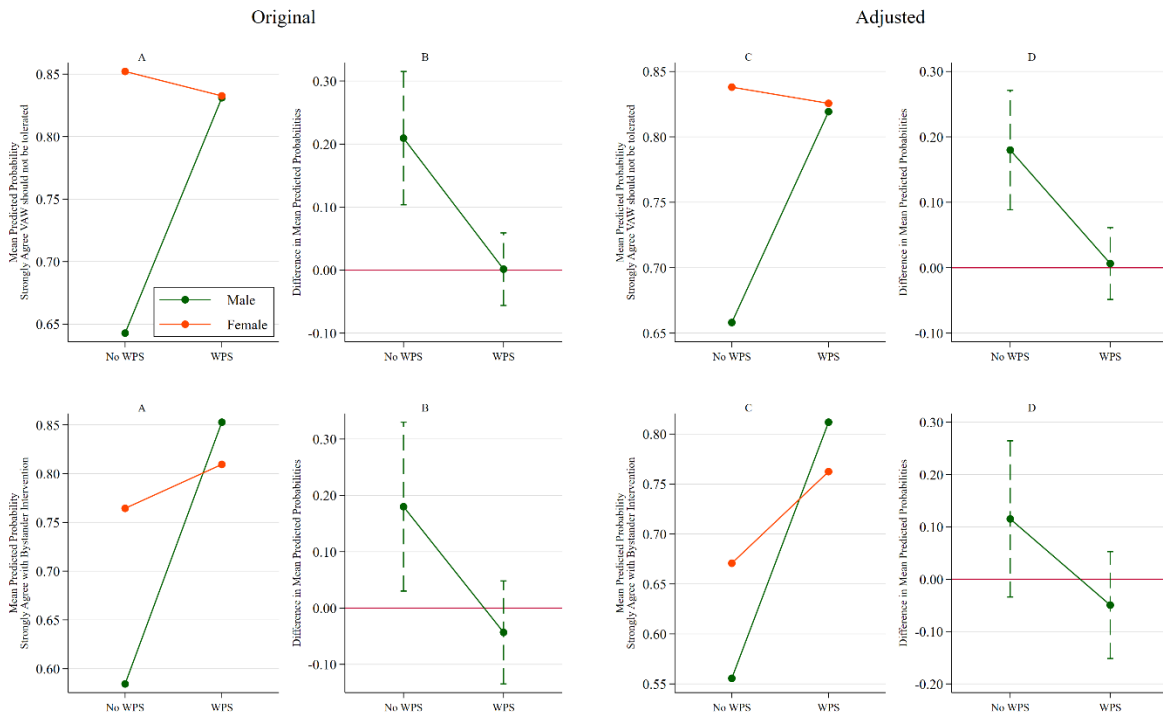 Original
Adjusted
A
Mean Predicted Probability
Strongly Agree VAW should not be tolerated
0.85
0.80
0.75
0.70
0.65
Male
Female
No WPS
WPS
B
Difference in Mean Predicted Probabilities
0.30
0.20
0.10
0.00
-0.10
No WPS
WPS
C
Mean Predicted Probability
Strongly Agree VAW should not be tolerated
0.85
0.80
0.75
0.70
0.65
No WPS
WPS
D
Difference in Mean Predicted Probabilities
0.30
0.20
0.10
0.00
-0.10
No WPS
WPS
A
Mean Predicted Probability
Strongly Agree with Bystander Intervention
0.85
0.80
0.75
0.70
0.65
0.60
No WPS
WPS
B
Difference in Mean Predicted Probabilities
0.30
0.20
0.10
0.00
-0.10
No WPS
WPS
C
Mean Predicted Probability
Strongly Agree with Bystander Intervention
0.80
0.75
0.70
0.65
0.60
0.55
No WPS
WPS
D
Difference in Mean Predicted Probabilities
0.30
0.20
0.10
0.00
-0.10
-0.20
No WPS
WPS